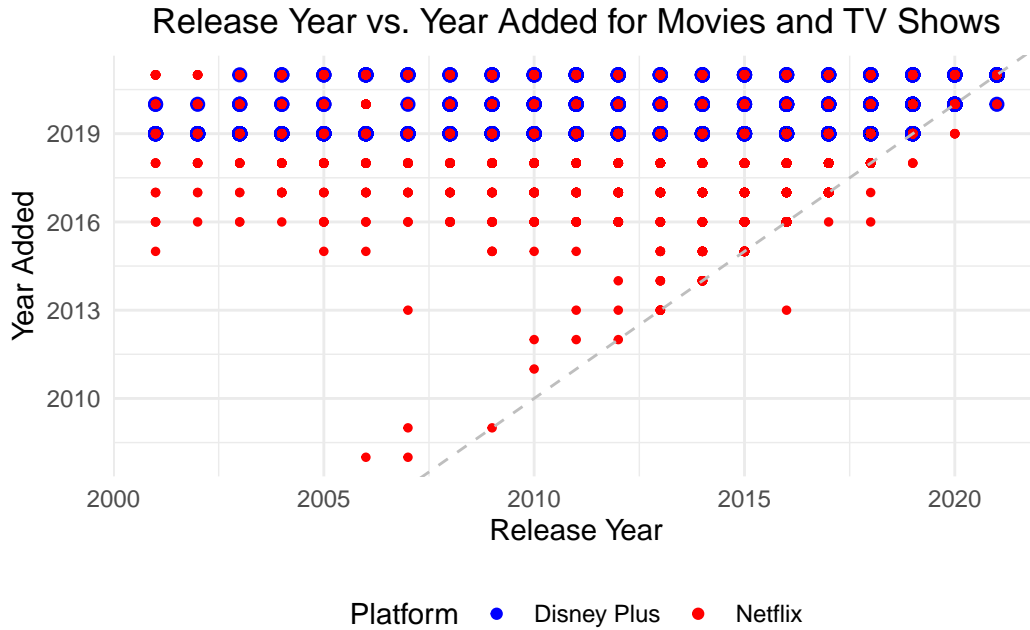 Release Year vs. Year Added for Movies and TV Shows
Year Added
2019
2016
2013
2010
2000 2005 2010 2015 2020
Release Year
Platform Disney Plus Netflix